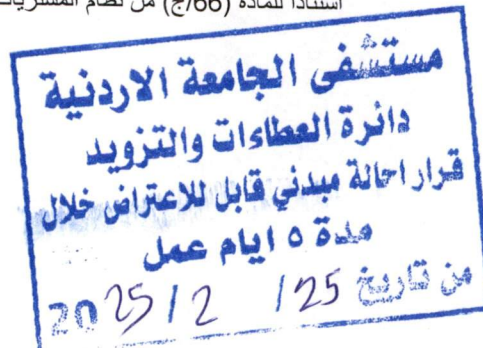 استنادا للمادة (66/ج) من نظام المشتريات
مستشفى الجامعة الاردنية
دائرة العطاءات والتزويد
قرار احالة مبدئي قابل للاعتراض خلال
مدة ٥ ايام عمل
من تاريخ 25/ 2 / 2025